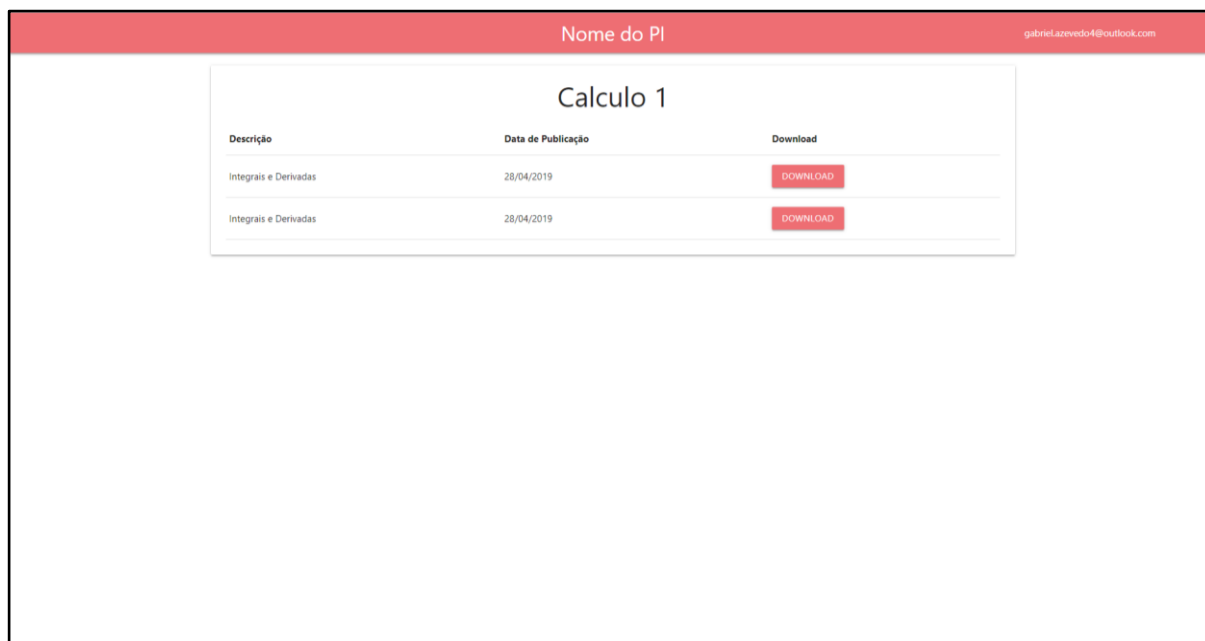 Nome do PI gabriel.azevedo4@outlook.com
Calculo 1
Descrição Data de Publicação Download
Integrais e Derivadas 28/04/2019 DOWNLOAD
Integrais e Derivadas 28/04/2019 DOWNLOAD